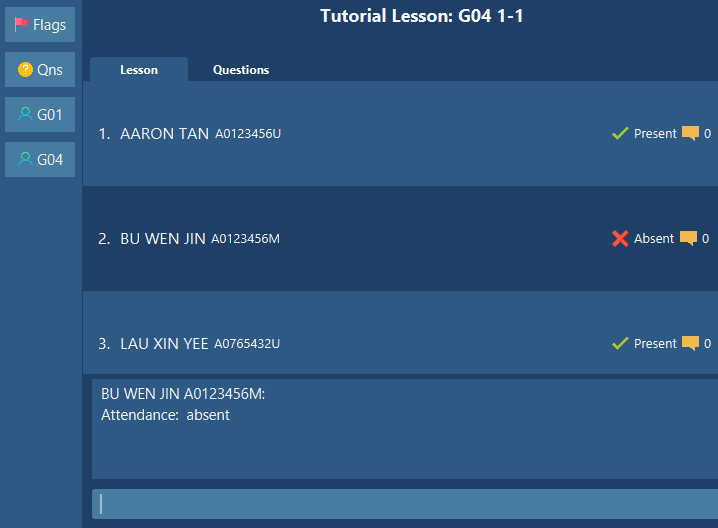 Tutorial Lesson: G04 1-1
Flags
Qns
G01
G04
Lesson Questions
1. AARON TAN A0123456U Present 0
2. BU WEN JIN A0123456M Absent 0
3. LAU XIN YEE A0765432U Present 0
BU WEN JIN A0123456M:
Attendance: absent